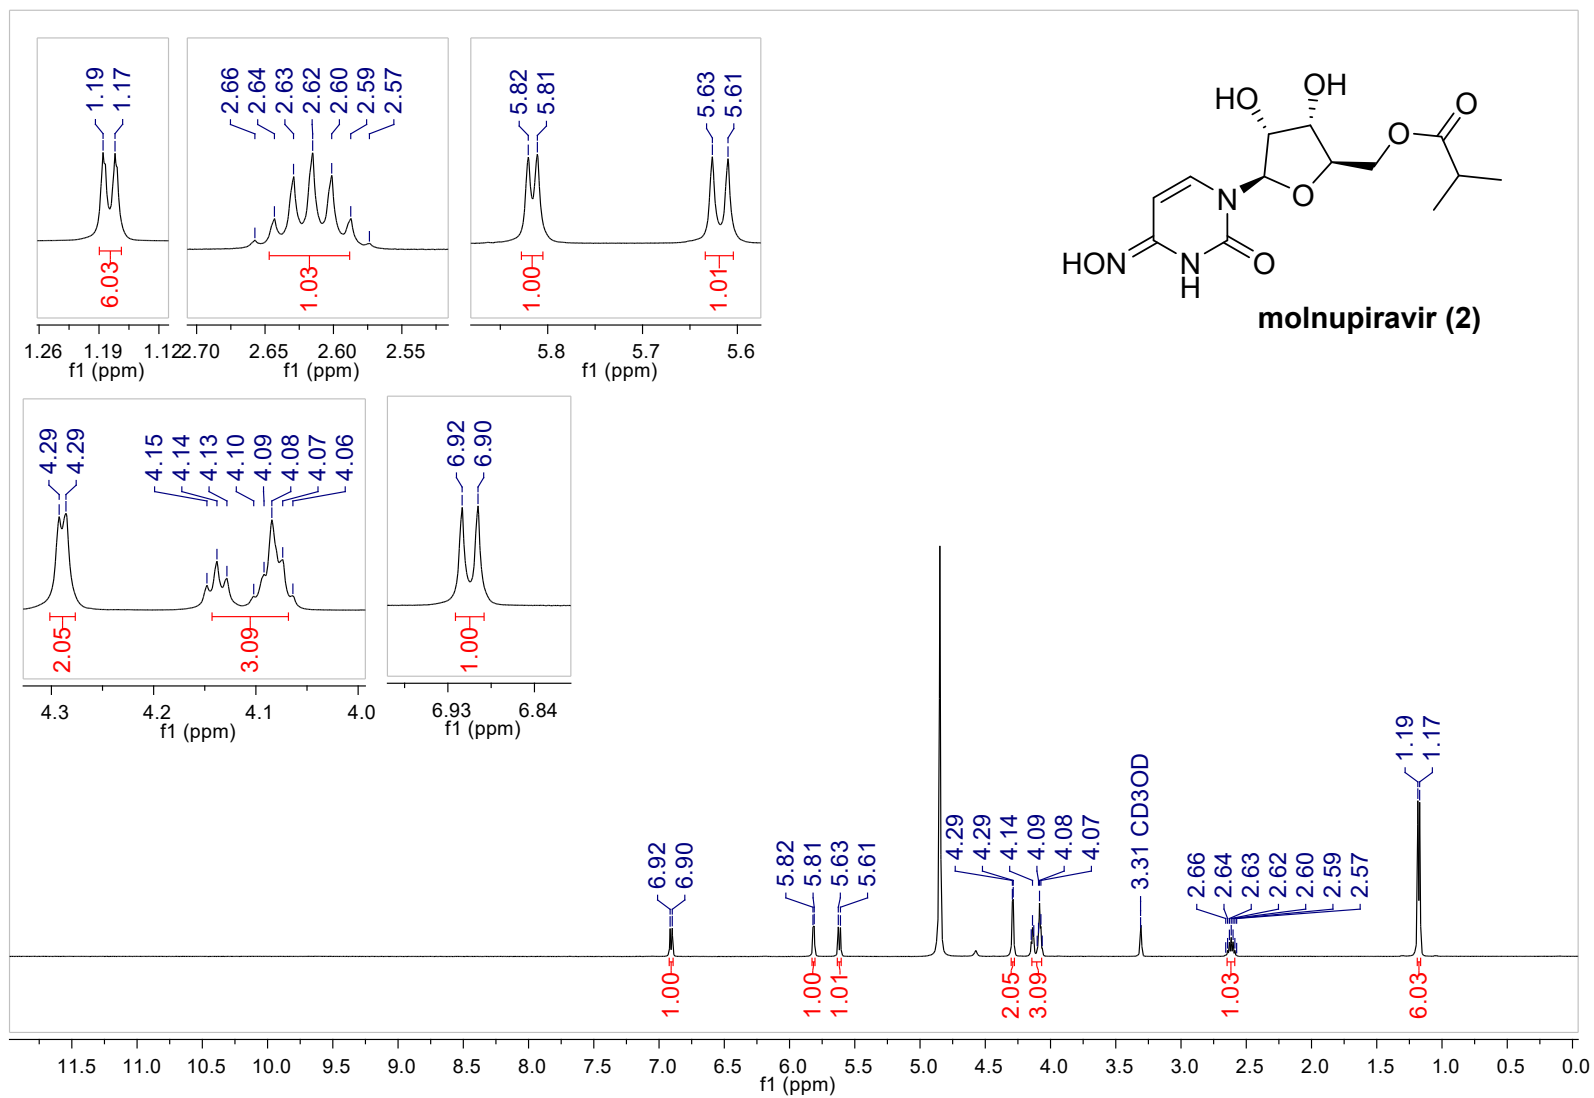 1.19
1.17
6.03
1.26 1.19 1.12
f1 (ppm)
2.66
2.64
2.63
2.62
2.60
2.59
2.57
1.03
2.70 2.65 2.60 2.55
f1 (ppm)
5.82
5.81
5.63
5.61
1.00
1.01
5.8 5.7 5.6
f1 (ppm)
HO
OH
O
O
O
N
HON
N
H
O
molnupiravir (2)
4.29
4.29
4.15
4.14
4.13
4.10
4.09
4.08
4.07
4.06
2.05
3.09
4.3 4.2 4.1 4.0
f1 (ppm)
6.92
6.90
1.00
6.93 6.84
f1 (ppm)
6.92
6.90
5.82
5.81
5.63
5.61
4.29
4.29
4.14
4.09
4.08
4.07
3.31 CD3OD
2.66
2.64
2.63
2.62
2.60
2.59
2.57
1.19
1.17
1.00
1.00
1.01
2.05
3.09
1.03
6.03
11.5 11.0 10.5 10.0 9.5 9.0 8.5 8.0 7.5 7.0 6.5 6.0 5.5 5.0 4.5 4.0 3.5 3.0 2.5 2.0 1.5 1.0 0.5 0.0
f1 (ppm)